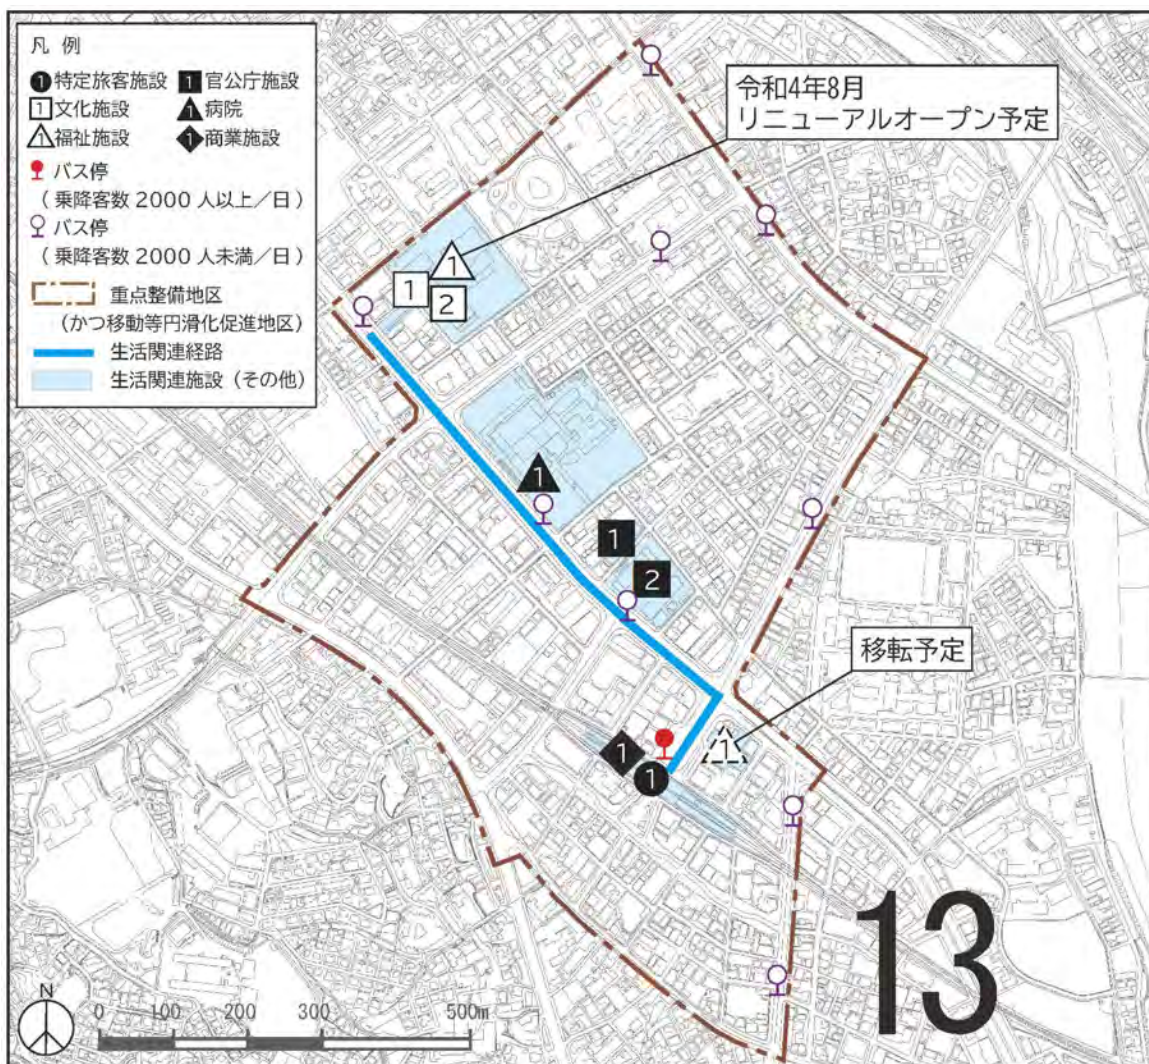 凡 例
1特定旅客施設 1官公庁施設
1文化施設 1病院
1福祉施設 1商業施設
バス停
(乗降客数 2000 人以上/日)
バス停
(乗降客数 2000 人未満/日)
重点整備地区
(かつ移動等円滑化促進地区)
生活関連経路
生活関連施設(その他)
令和4年8月
リニューアルオープン予定
1
1 2
1
1
2
移転予定
1
1
1
13
N
0 100 200 300 500m